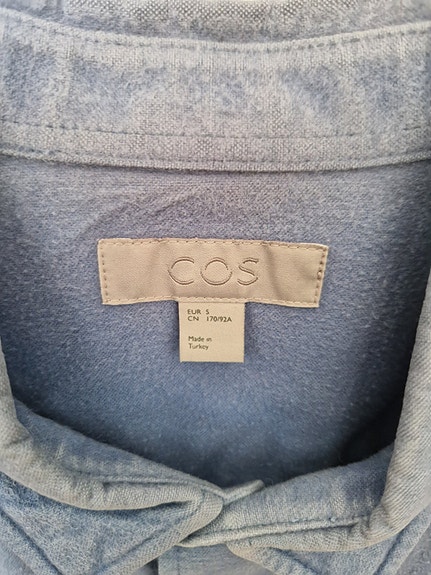 COS
EUR S
CN 170/92A
Made in
Turkey